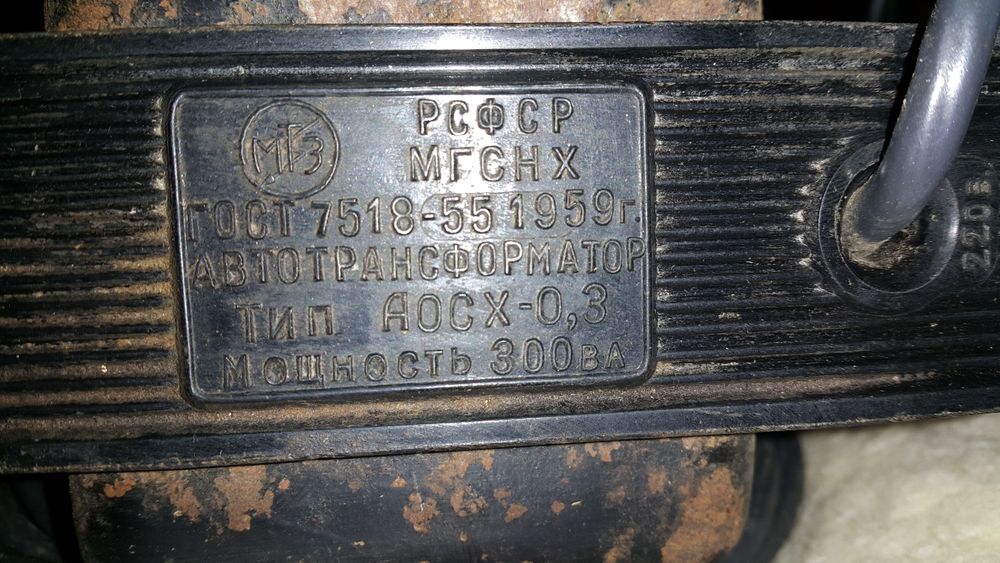 МГЗ
РСФСР
МГСНХ
ГОСТ 7518-55 1959г.
АВТОТРАНСФОРМАТОР
ТИП АОСХ-0,3
МОЩНОСТЬ 300ВА
220В